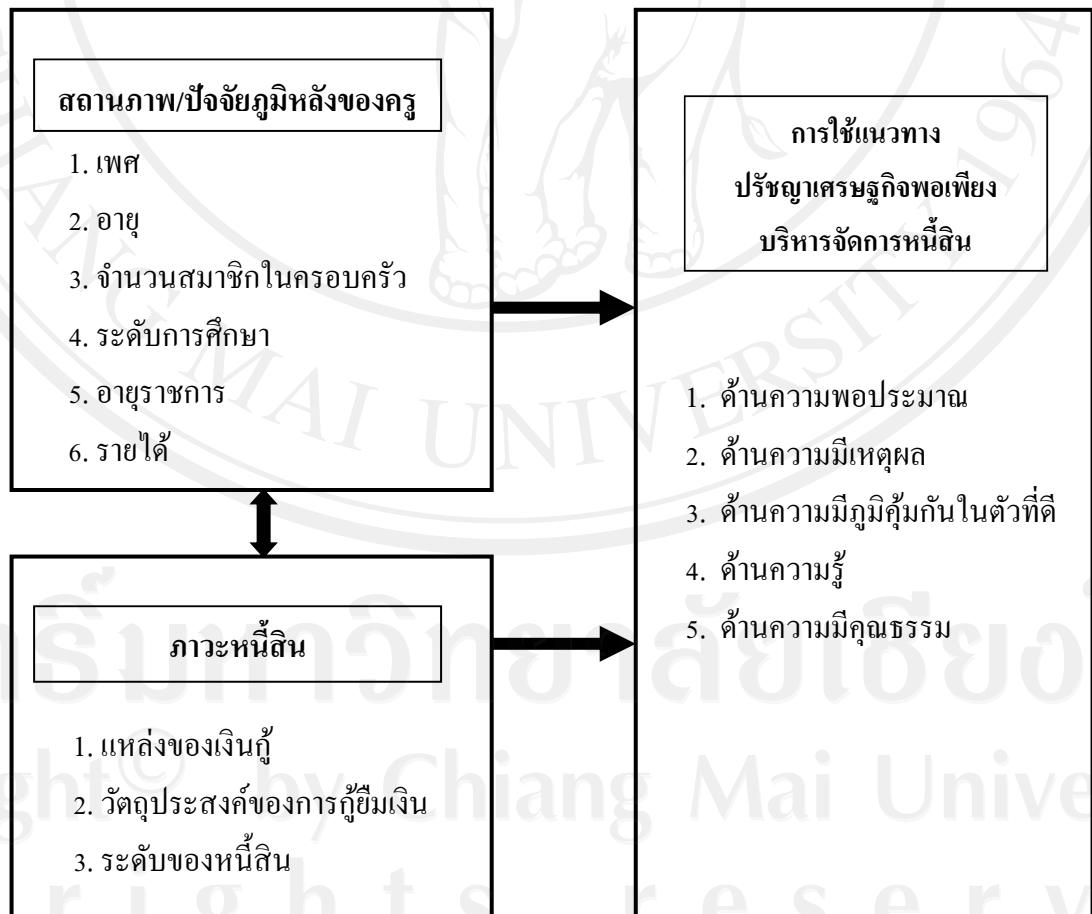 สถานภาพ/ปัจจัยภูมิหลังของครู
1. เพศ
2. อายุ
3. จำนวนสมาชิกในครอบครัว
4. ระดับการศึกษา
5. อายุราชการ
6. รายได้
ภาวะหนี้สิน
1. แหล่งของเงินกู้
2. วัตถุประสงค์ของการกู้ยืมเงิน
3. ระดับของหนี้สิน
การใช้แนวทาง
ปรัชญาเศรษฐกิจพอเพียง
บริหารจัดการหนี้สิน
1. ด้านความพอประมาณ
2. ด้านความมีเหตุผล
3. ด้านความมีภูมิคุ้มกันในตัวที่ดี
4. ด้านความรู้
5. ด้านความมีคุณธรรม
MAI UNIVERSITY 1964
by Chiang Mai